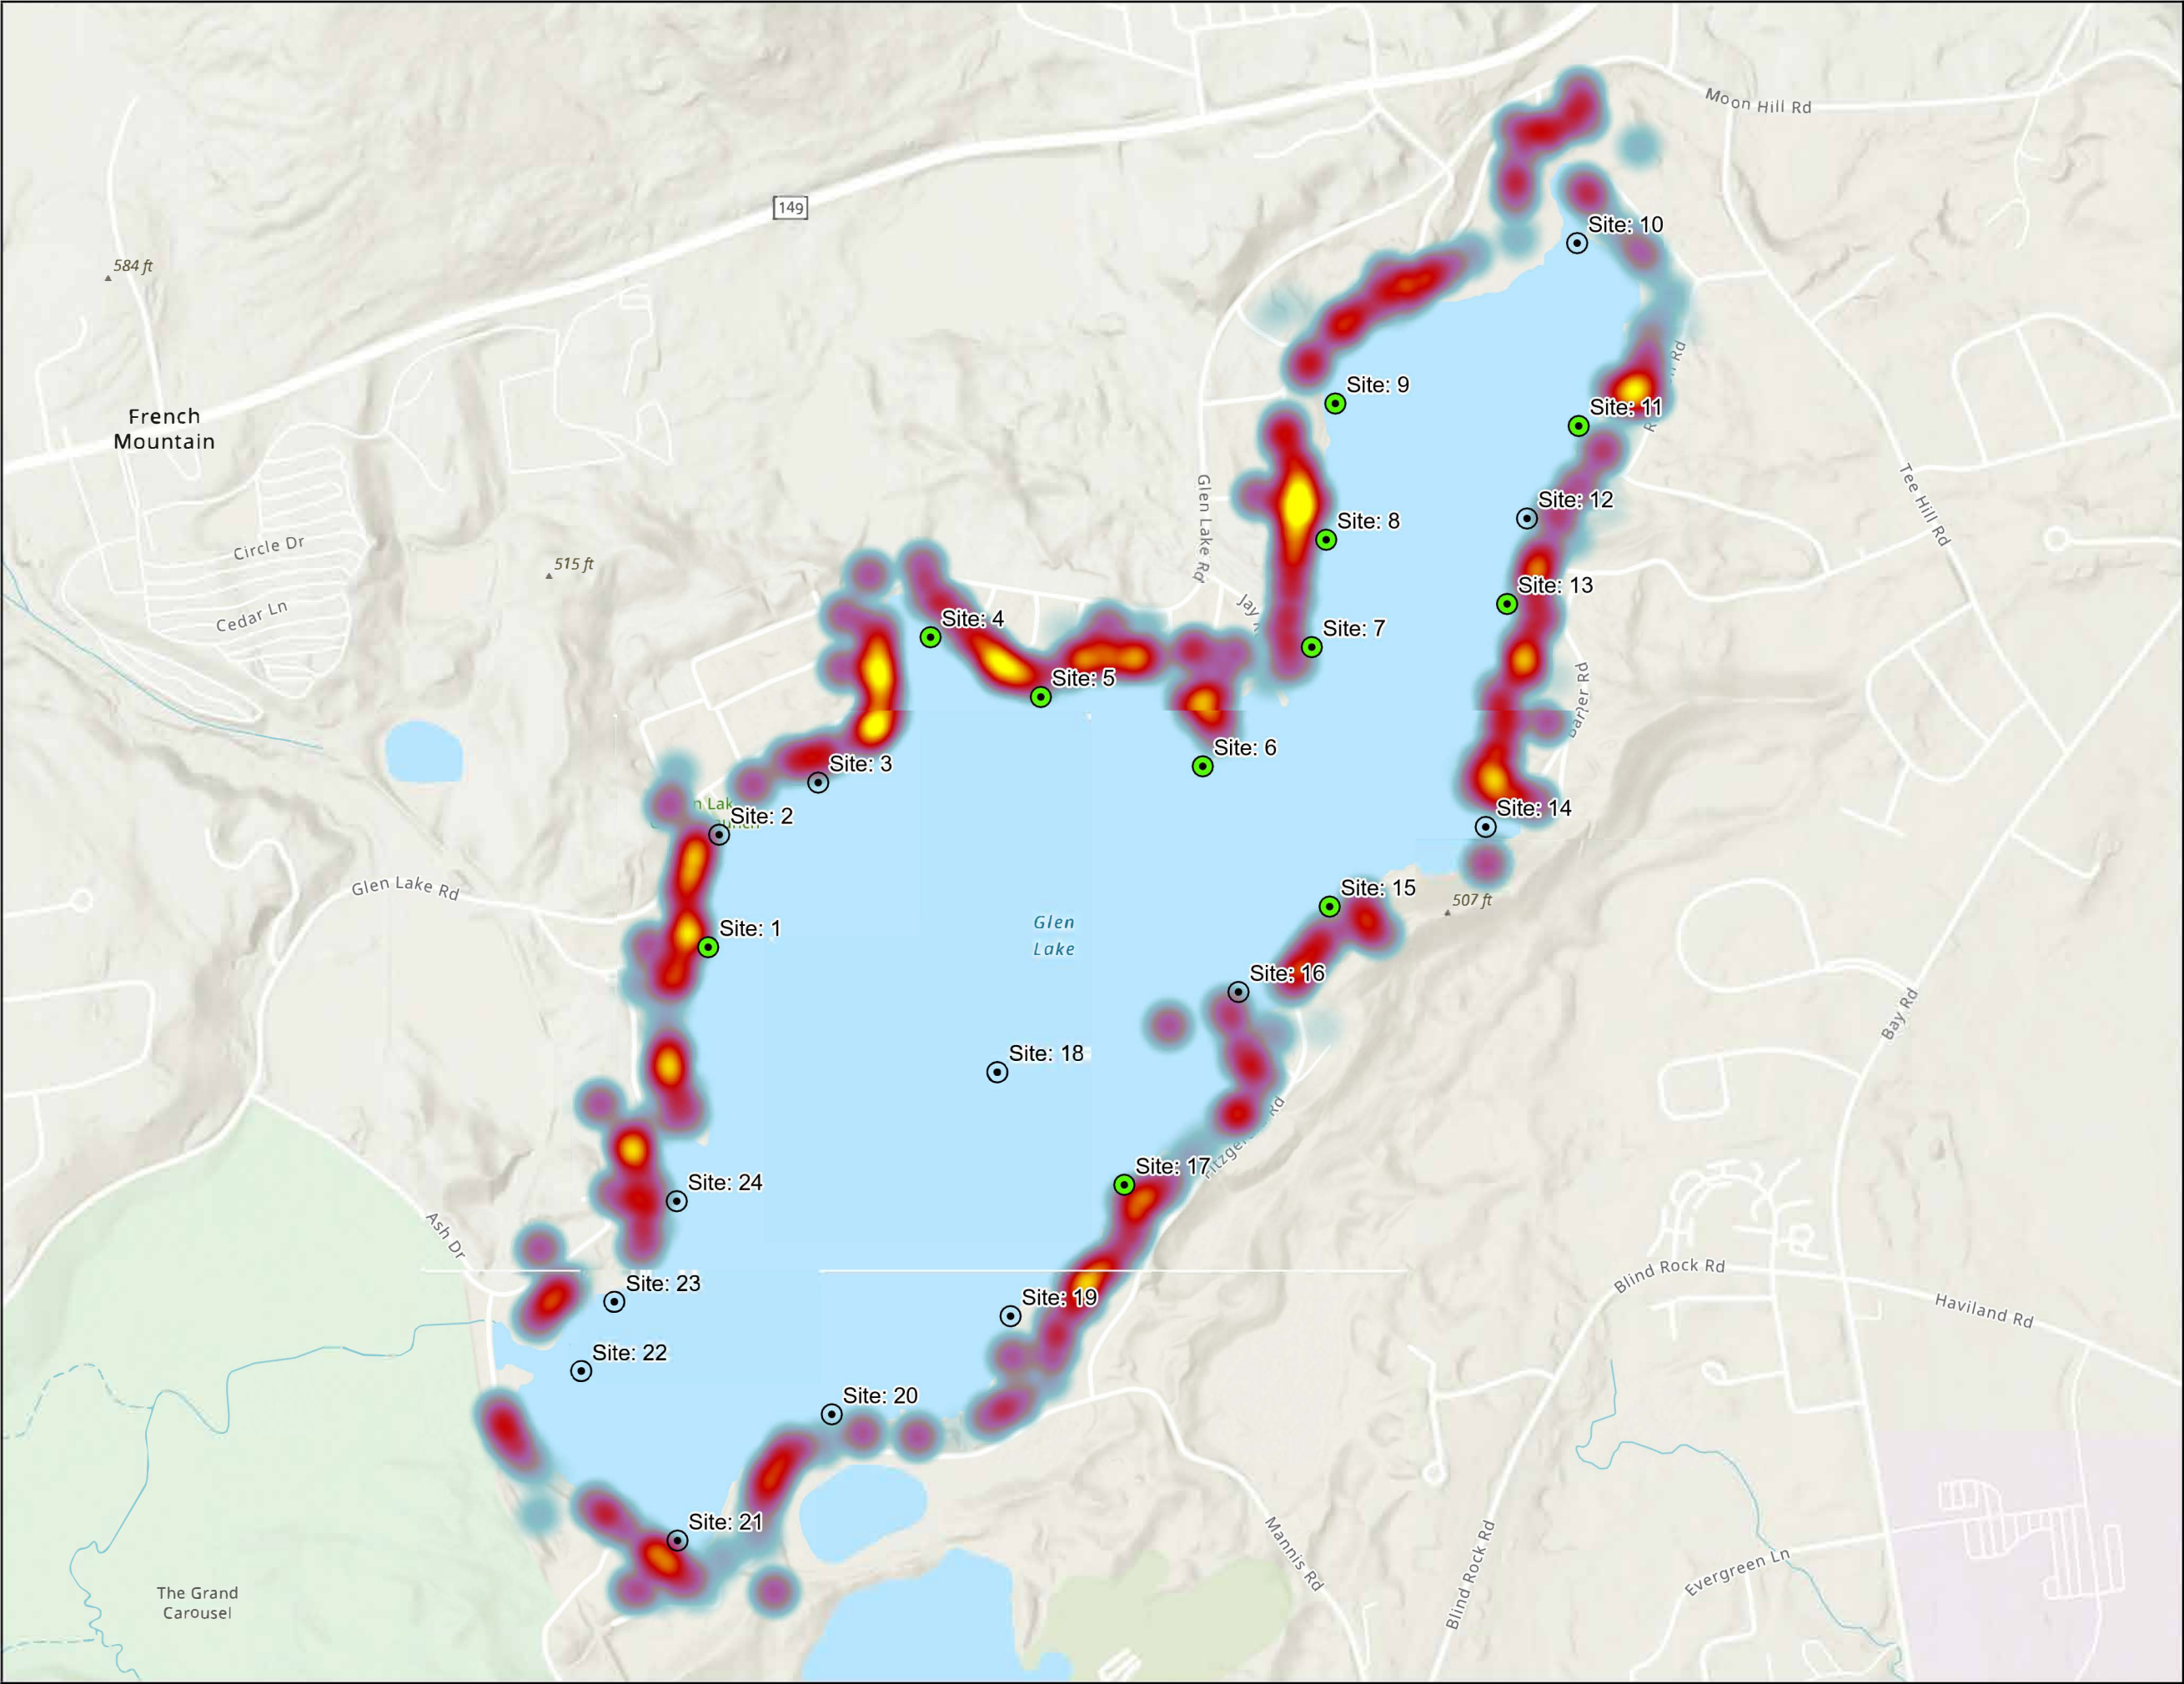 Moon Hill Rd
149
Site: 10
584 ft
Site: 9
Site: 11
French
Mountain
Glen Lake Rd
Tee Hill Rd
Site: 12
Site: 8
Circle Dr
515 ft
Site: 13
Cedar Ln
Jay
Site: 4
Site: 7
Site: 5
Site: 6
Site: 3
Site: 14
Site: 2
Glen Lake Rd
Site: 15
507 ft
Glen
Lake
Site: 1
Site: 16
Bay Rd
Site: 18
Site: 17
Site: 24
Ash Dr
Blind Rock Rd
Site: 23
Site: 19
Haviland Rd
Site: 22
Site: 20
Site: 21
Mannis Rd
Blind Rock Rd
Evergreen Ln
The Grand
Carousel